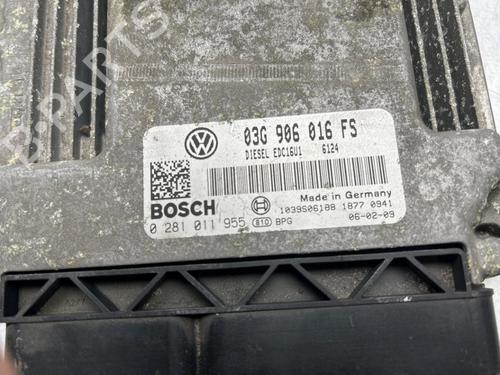 03G 906 016 FS
DIESEL EDC16U1 6124
BOSCH
Made in Germany
1039S06188 1877 0941
0 281 011 955 810 BPG 06-02-09